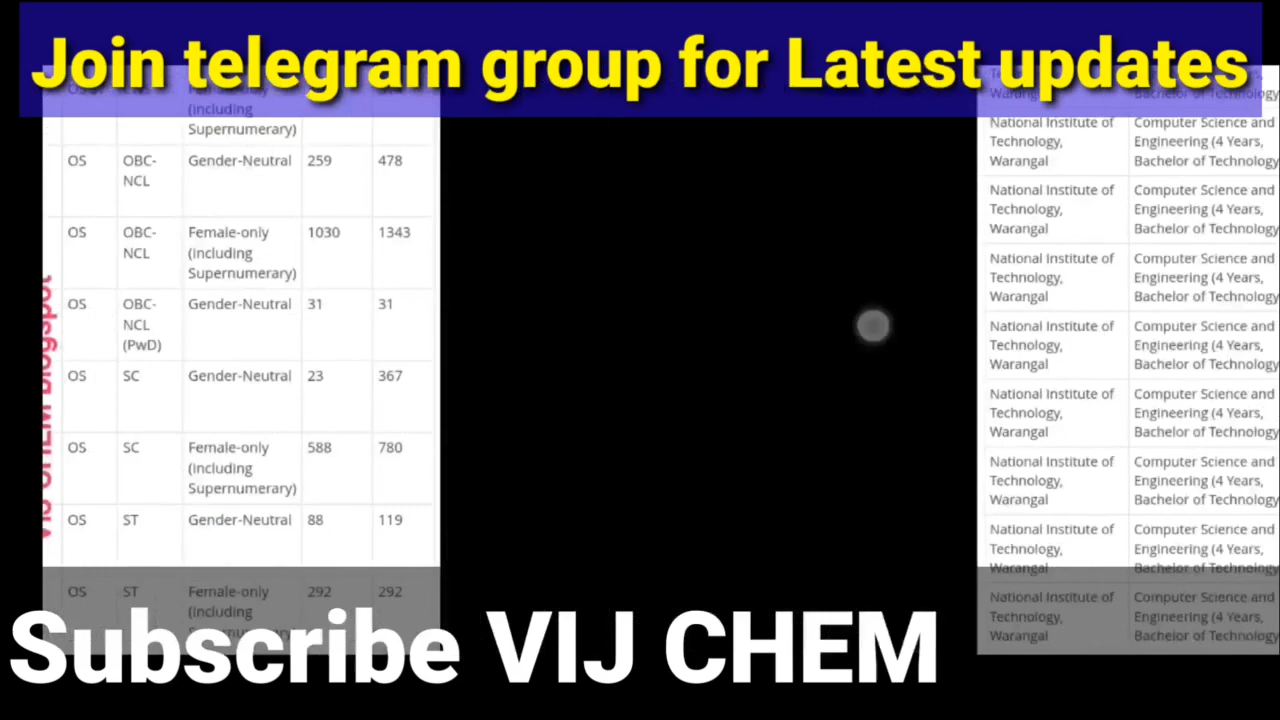 Join telegram group for Latest updates
(including
Supernumerary)
OS OBC-NCL Gender-Neutral 259 478
OS OBC-NCL Female-only (including Supernumerary) 1030 1343
OS OBC-NCL (PwD) Gender-Neutral 31 31
OS SC Gender-Neutral 23 367
OS SC Female-only (including Supernumerary) 588 780
OS ST Gender-Neutral 88 119
OS ST Female-only (including 292 292
National Institute of Technology, Warangal Computer Science and Engineering (4 Years, Bachelor of Technology
National Institute of Technology, Warangal Computer Science and Engineering (4 Years, Bachelor of Technology
National Institute of Technology, Warangal Computer Science and Engineering (4 Years, Bachelor of Technology
National Institute of Technology, Warangal Computer Science and Engineering (4 Years, Bachelor of Technology
National Institute of Technology, Warangal Computer Science and Engineering (4 Years, Bachelor of Technology
National Institute of Technology, Warangal Computer Science and Engineering (4 Years, Bachelor of Technology
National Institute of Technology, Warangal Computer Science and Engineering (4 Years, Bachelor of Technology
National Institute of Technology, Warangal Computer Science and Engineering (4 Years, Bachelor of Technology
Subscribe VIJ CHEM